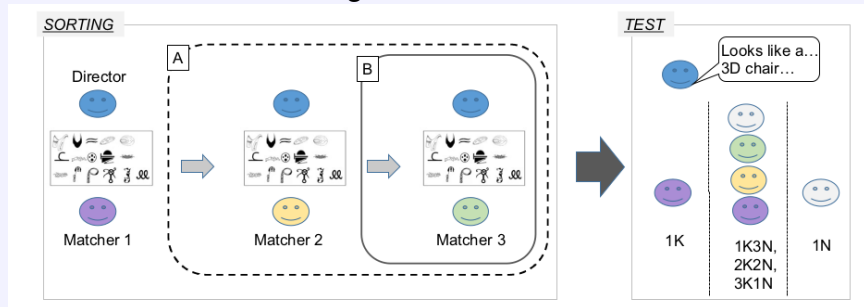 SORTING
TEST
A
B
Looks like a…
3D chair…
Director
Matcher 1
Matcher 2
Matcher 3
1K
1K3N,
2K2N,
3K1N
1N